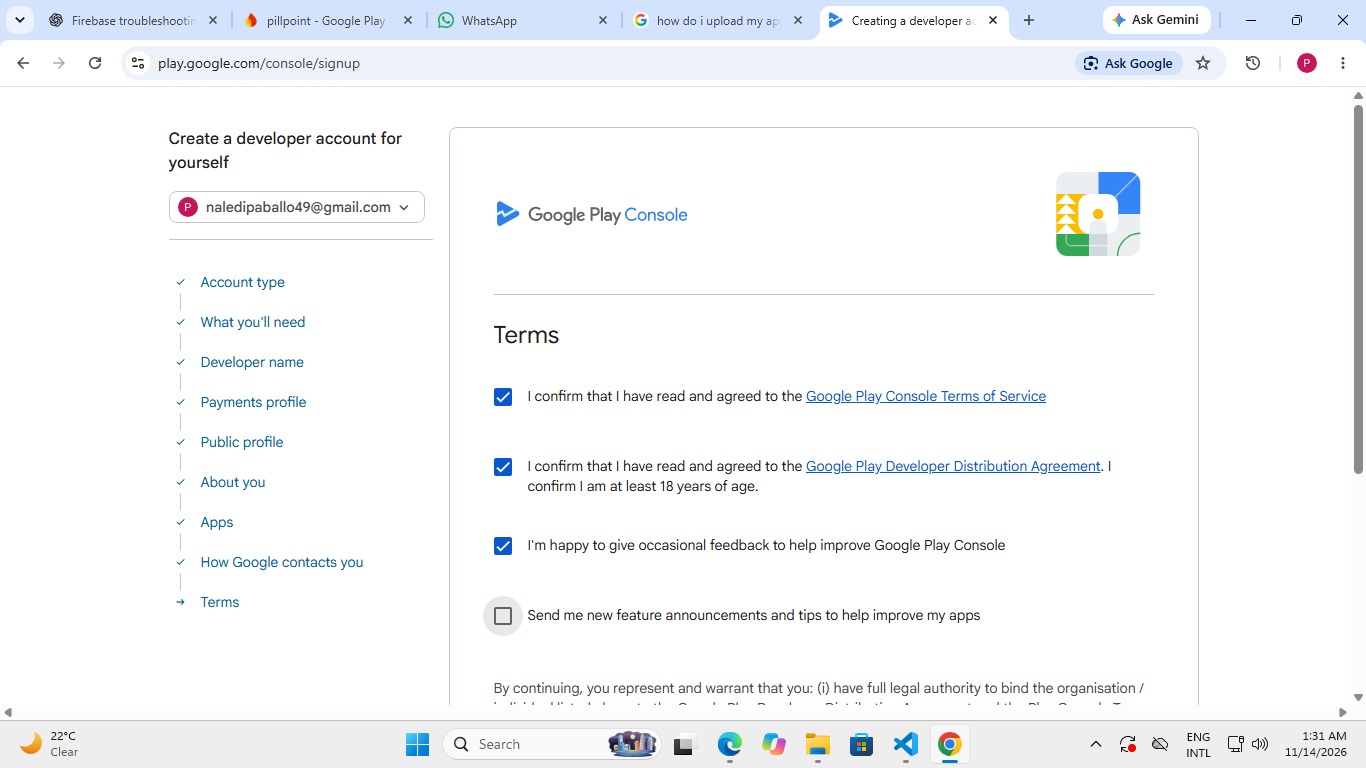 Firebase troubleshootin
pillpoint - Google Play
WhatsApp
how do i upload my ap
Creating a developer ac
Ask Gemini
play.google.com/console/signup
Ask Google
P
Create a developer account for
yourself
P naledipaballo49@gmail.com
Account type
What you'll need
Developer name
Payments profile
Public profile
About you
Apps
How Google contacts you
Terms
Google Play Console
Terms
I confirm that I have read and agreed to the Google Play Console Terms of Service
I confirm that I have read and agreed to the Google Play Developer Distribution Agreement. I
confirm I am at least 18 years of age.
I'm happy to give occasional feedback to help improve Google Play Console
Send me new feature announcements and tips to help improve my apps
By continuing, you represent and warrant that you: (i) have full legal authority to bind the organisation /
22°C
Clear
Search
ENG
INTL
1:31 AM
11/14/2026